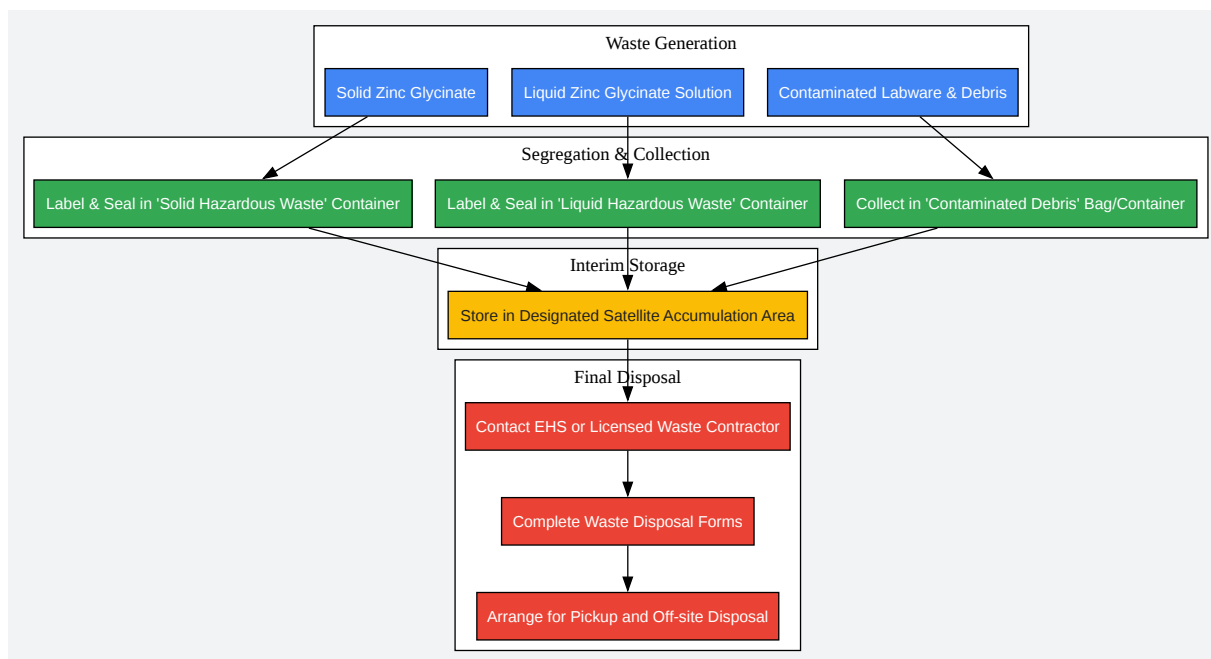 Waste Generation
Solid Zinc Glycinate
Liquid Zinc Glycinate Solution
Contaminated Labware & Debris
Segregation & Collection
Label & Seal in 'Solid Hazardous Waste' Container
Label & Seal in 'Liquid Hazardous Waste' Container
Collect in 'Contaminated Debris' Bag/Container
Interim Storage
Store in Designated Satellite Accumulation Area
Final Disposal
Contact EHS or Licensed Waste Contractor
Complete Waste Disposal Forms
Arrange for Pickup and Off-site Disposal